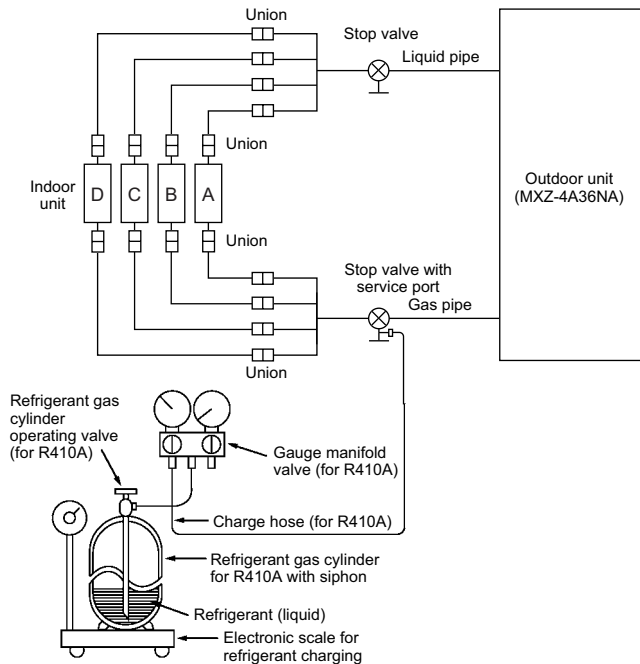 Union
Stop valve
Liquid pipe
Union
Indoor
unit
D
C
B
A
Outdoor unit
(MXZ-4A36NA)
Union
Stop valve with
service port
Gas pipe
Union
Refrigerant gas
cylinder
operating valve
(for R410A)
Gauge manifold
valve (for R410A)
Charge hose (for R410A)
Refrigerant gas cylinder
for R410A with siphon
Refrigerant (liquid)
Electronic scale for
refrigerant charging